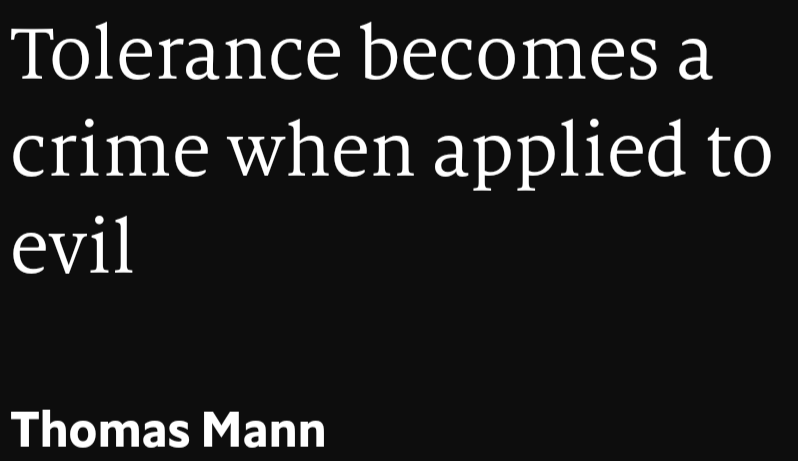 Tolerance becomes a
crime when applied to
evil
Thomas Mann